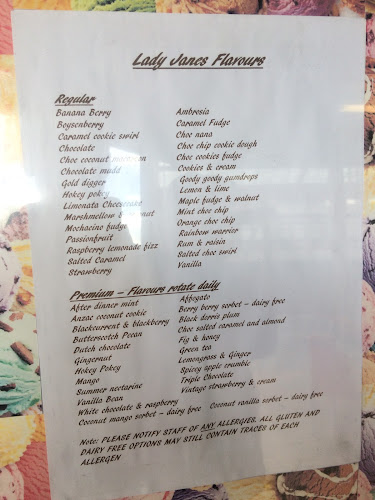 Lady Janes Flavours
Regular
Banana Berry
Boysenberry
Caramel cookie swirl
Chocolate
Choc coconut
Chocolate mudd
Gold digger
Hokey pokey
Limonata Cheesecake
Marshmellow
Mochacino fudge
Passionfruit
Raspberry lemonade fizz
Salted Caramel
Strawberry
Ambrosia
Caramel Fudge
Choc nana
Choc chip cookie dough
Choc cookies fudge
Cookies & cream
Goody goody gumdrops
Lemon & lime
Maple fudge & walnut
Mint choc chip
Orange choc chip
Rainbow warrier
Rum & raisin
Salted choc swirl
Vanilla
Premium – Flavours rotate daily
After dinner mint
Anzac coconut cookie
Blackcurrent & blackberry
Butterscotch Pecan
Dutch chocolate
Gingernut
Hokey Pokey
Mango
Summer nectarine
Vanilla Bean
White chocolate & raspberry
Coconut mango sorbet – dairy free
Affogato
Berry berry sorbet – dairy free
Black dorris plum
Choc salted caramel and almond
Fig & honey
Green tea
Lemongrass & Ginger
Spicey apple crumble
Triple Chocolate
Vintage strawberry & cream
Coconut vanilla sorbet – dairy free
Note: PLEASE NOTIFY STAFF OF ANY ALLERGIES, ALL GLUTEN AND
DAIRY FREE OPTIONS MAY STILL CONTAIN TRACES OF EACH
ALLERGEN